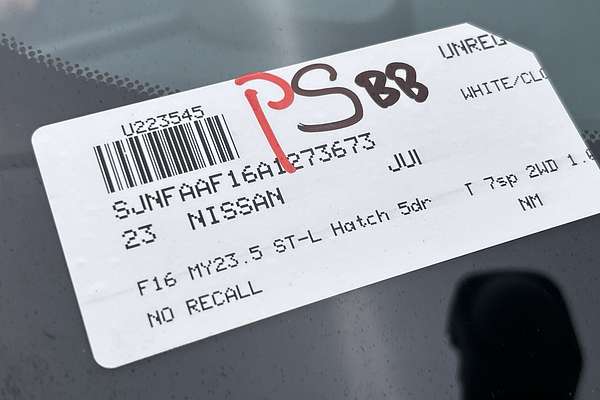 U223545
PS BB
UNREG
WHITE/CLO
SJNFAAF16A1273673
23 NISSAN JUI
F16 MY23.5 ST-L Hatch 5dr T 7sp 2WD 1.
NO RECALL NM